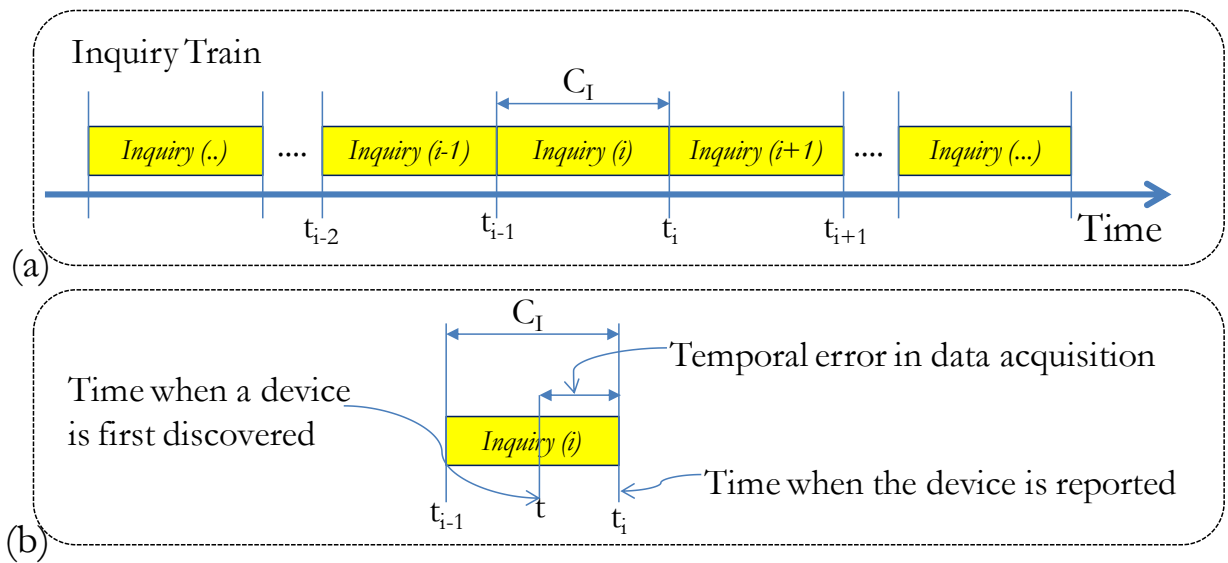 Inquiry Train
C_I
Inquiry (..) .... Inquiry (i-1) Inquiry (i) Inquiry (i+1) .... Inquiry (...)
t_{i-2} t_{i-1} t_i t_{i+1} Time
(a)
C_I
Temporal error in data acquisition
Time when a device
is first discovered
Inquiry (i)
Time when the device is reported
t_{i-1} t t_i
(b)